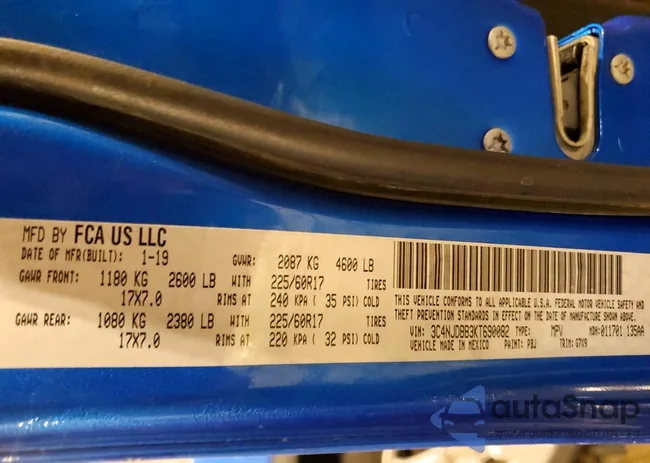 MFD BY FCA US LLC
DATE OF MFR(BUILT): 1-19 GVWR: 2087 KG 4600 LB
GAWR FRONT: 1180 KG 2600 LB WITH 225/60R17 TIRES
17X7.0 RIMS AT 240 KPA ( 35 PSI) COLD
GAWR REAR: 1080 KG 2380 LB WITH 225/60R17 TIRES
17X7.0 RIMS AT 220 KPA ( 32 PSI) COLD
THIS VEHICLE CONFORMS TO ALL APPLICABLE U.S.A. FEDERAL MOTOR VEHICLE SAFETY AND
THEFT PREVENTION STANDARDS IN EFFECT ON THE DATE OF MANUFACTURE SHOWN ABOVE.
VIN: 3C4NJDBB3KT690082 TYPE: MPV MDH:011701 135AA
VEHICLE MADE IN MEXICO PAINT: PBJ TRIM: G7X9
autoSnap